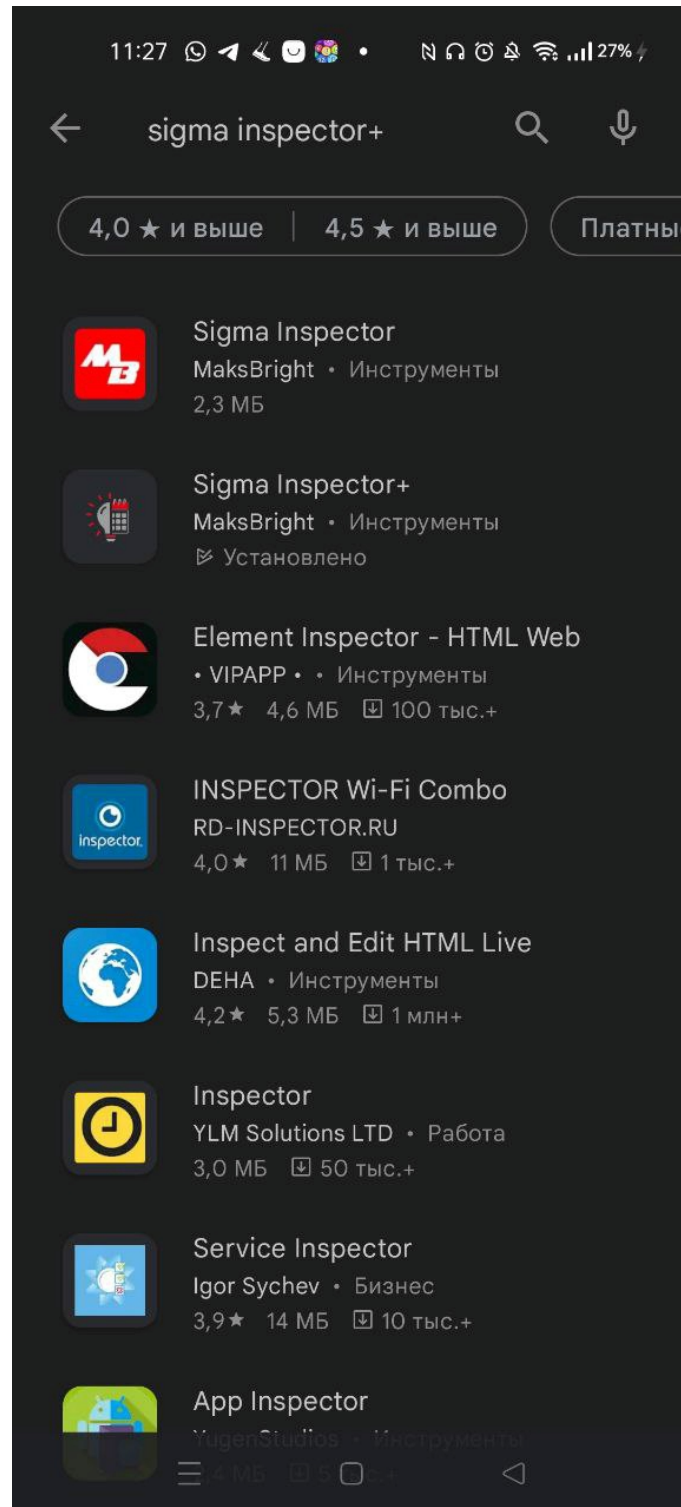 11:27 27%
sigma inspector+
4,0 ★ и выше | 4,5 ★ и выше Платны
MB
Sigma Inspector
MaksBright • Инструменты
2,3 МБ
Sigma Inspector+
MaksBright • Инструменты
Установлено
Element Inspector - HTML Web
• VIPAPP • • Инструменты
3,7★ 4,6 МБ 100 тыс.+
inspector.
INSPECTOR Wi-Fi Combo
RD-INSPECTOR.RU
4,0★ 11 МБ 1 тыс.+
Inspect and Edit HTML Live
DEHA • Инструменты
4,2★ 5,3 МБ 1 млн+
Inspector
YLM Solutions LTD • Работа
3,0 МБ 50 тыс.+
Service Inspector
Igor Sychev • Бизнес
3,9★ 14 МБ 10 тыс.+
App Inspector
YugenStudios • Инструменты